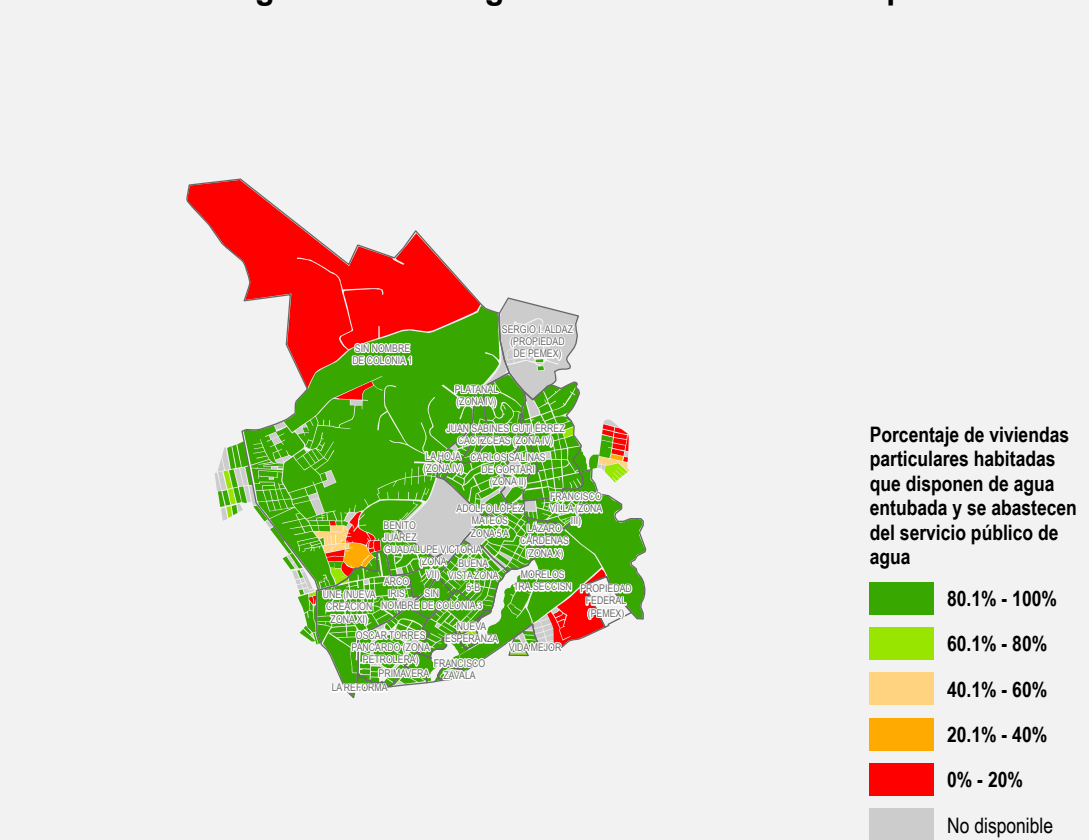 SERGIO I. ALDAZ
(PROPIEDAD
DE PEMEX)
SIN NOMBRE
DE COLONIA 1
PLATANAL
(ZONA IV)
JUAN SABINES GUTIÉRREZ
CACTZCEAS (ZONA IV)
LA HOJA
(ZONA IV)
CARLOS SALINAS
DE GORTARI
(ZONA II)
FRANCISCO
VILLA (ZONA
III)
ADOLFO LÓPEZ
MATEOS
ZONA 5 A
BENITO
JUÁREZ
LÁZARO
CÁRDENAS
(ZONA X)
GUADALUPE VICTORIA
(ZONA
VII)
BUENA
VISTA ZONA
5-B
MORELOS
1RA SECCISN
PROPIEDAD
FEDERAL
(PEMEX)
ARCO
IRIS
SIN
NOMBRE DE COLONIA 3
UNE (NUEVA
CREACION
ZONA XI)
NUEVA
ESPERANZA
OSCAR TORRES
PANCARDO (ZONA
PETROLERA)
VIDA MEJOR
FRANCISCO
ZAVALA
PRIMAVERA
LA REFORMA
Porcentaje de viviendas
particulares habitadas
que disponen de agua
entubada y se abastecen
del servicio público de
agua
80.1% - 100%
60.1% - 80%
40.1% - 60%
20.1% - 40%
0% - 20%
No disponible